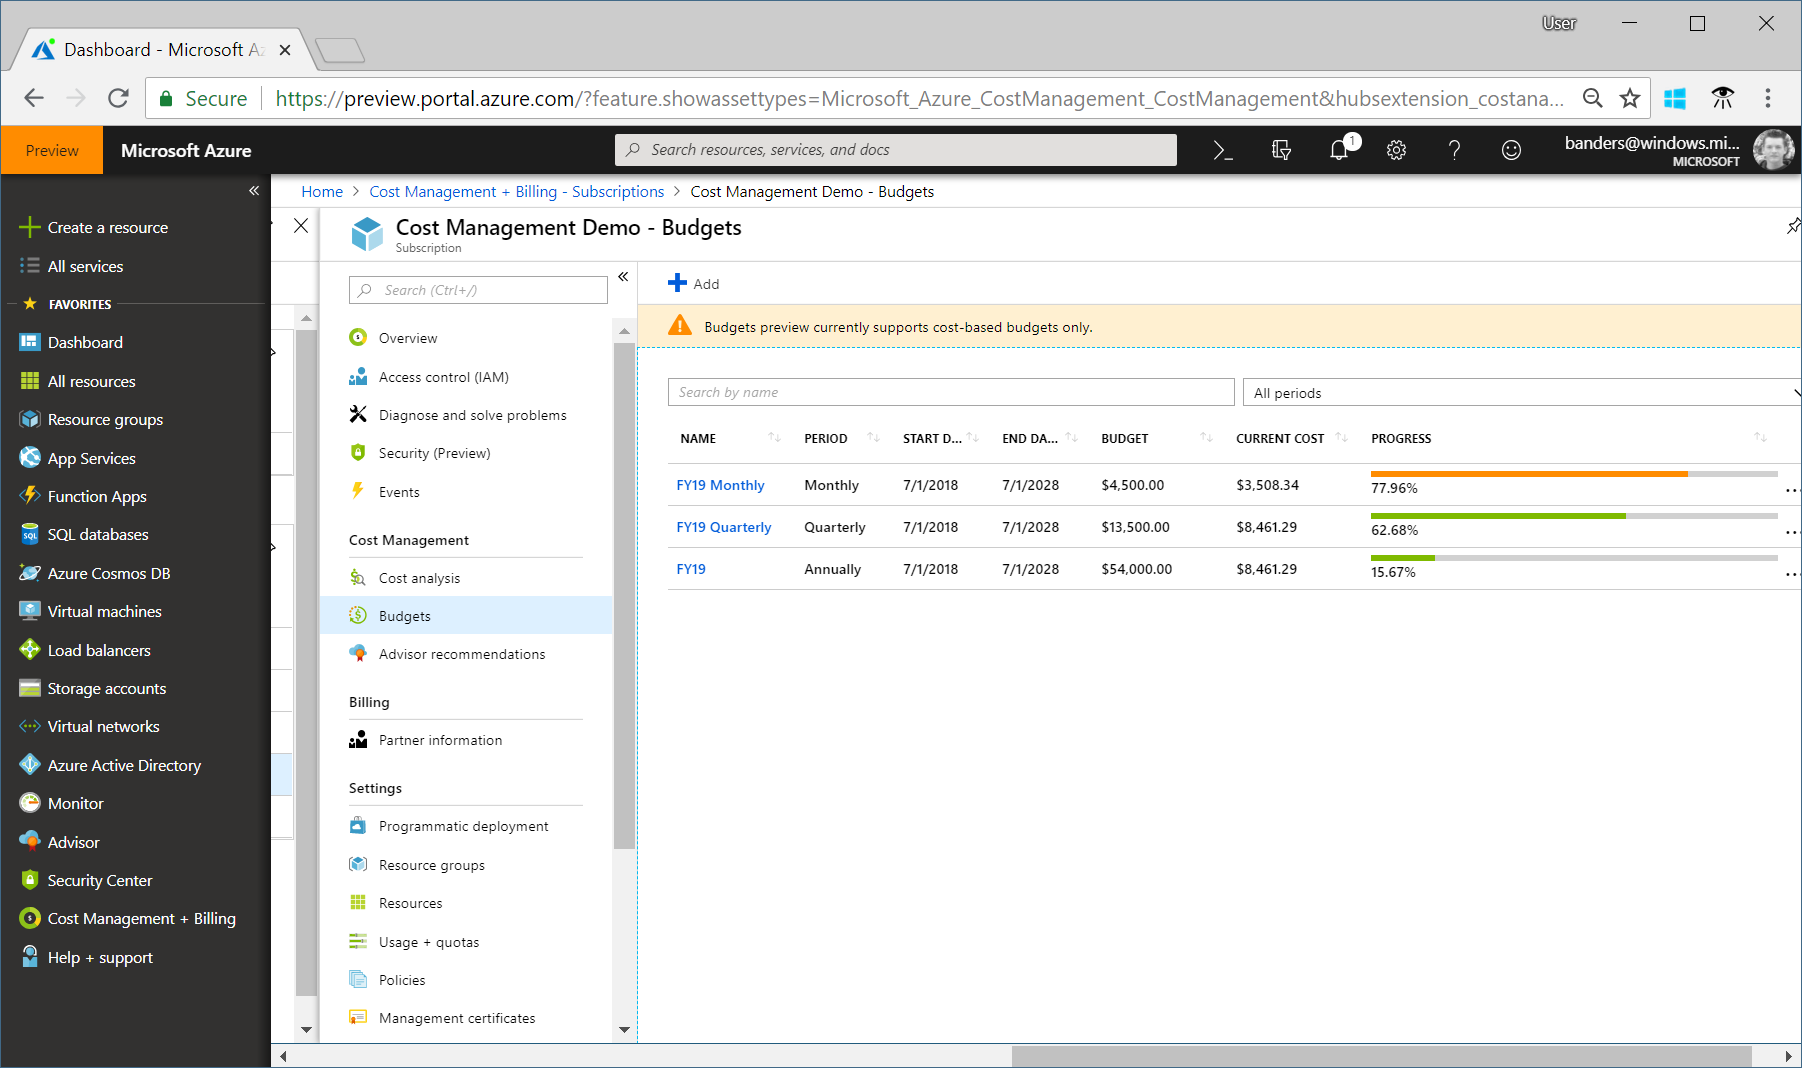 User
Dashboard - Microsoft Az
Secure https://preview.portal.azure.com/?feature.showassettypes=Microsoft_Azure_CostManagement_CostManagement&hubsextension_costana...
Preview
Microsoft Azure
Search resources, services, and docs
1
banders@windows.mi...
MICROSOFT
Create a resource
All services
FAVORITES
Dashboard
All resources
Resource groups
App Services
Function Apps
SQL databases
Azure Cosmos DB
Virtual machines
Load balancers
Storage accounts
Virtual networks
Azure Active Directory
Monitor
Advisor
Security Center
Cost Management + Billing
Help + support
Home > Cost Management + Billing - Subscriptions > Cost Management Demo - Budgets
Cost Management Demo - Budgets
Subscription
Search (Ctrl+/)
Overview
Access control (IAM)
Diagnose and solve problems
Security (Preview)
Events
Cost Management
Cost analysis
Budgets
Advisor recommendations
Billing
Partner information
Settings
Programmatic deployment
Resource groups
Resources
Usage + quotas
Policies
Management certificates
Add
Budgets preview currently supports cost-based budgets only.
Search by name
All periods
NAME PERIOD START D... END DA... BUDGET CURRENT COST PROGRESS
FY19 Monthly Monthly 7/1/2018 7/1/2028 $4,500.00 $3,508.34 77.96%
FY19 Quarterly Quarterly 7/1/2018 7/1/2028 $13,500.00 $8,461.29 62.68%
FY19 Annually 7/1/2018 7/1/2028 $54,000.00 $8,461.29 15.67%